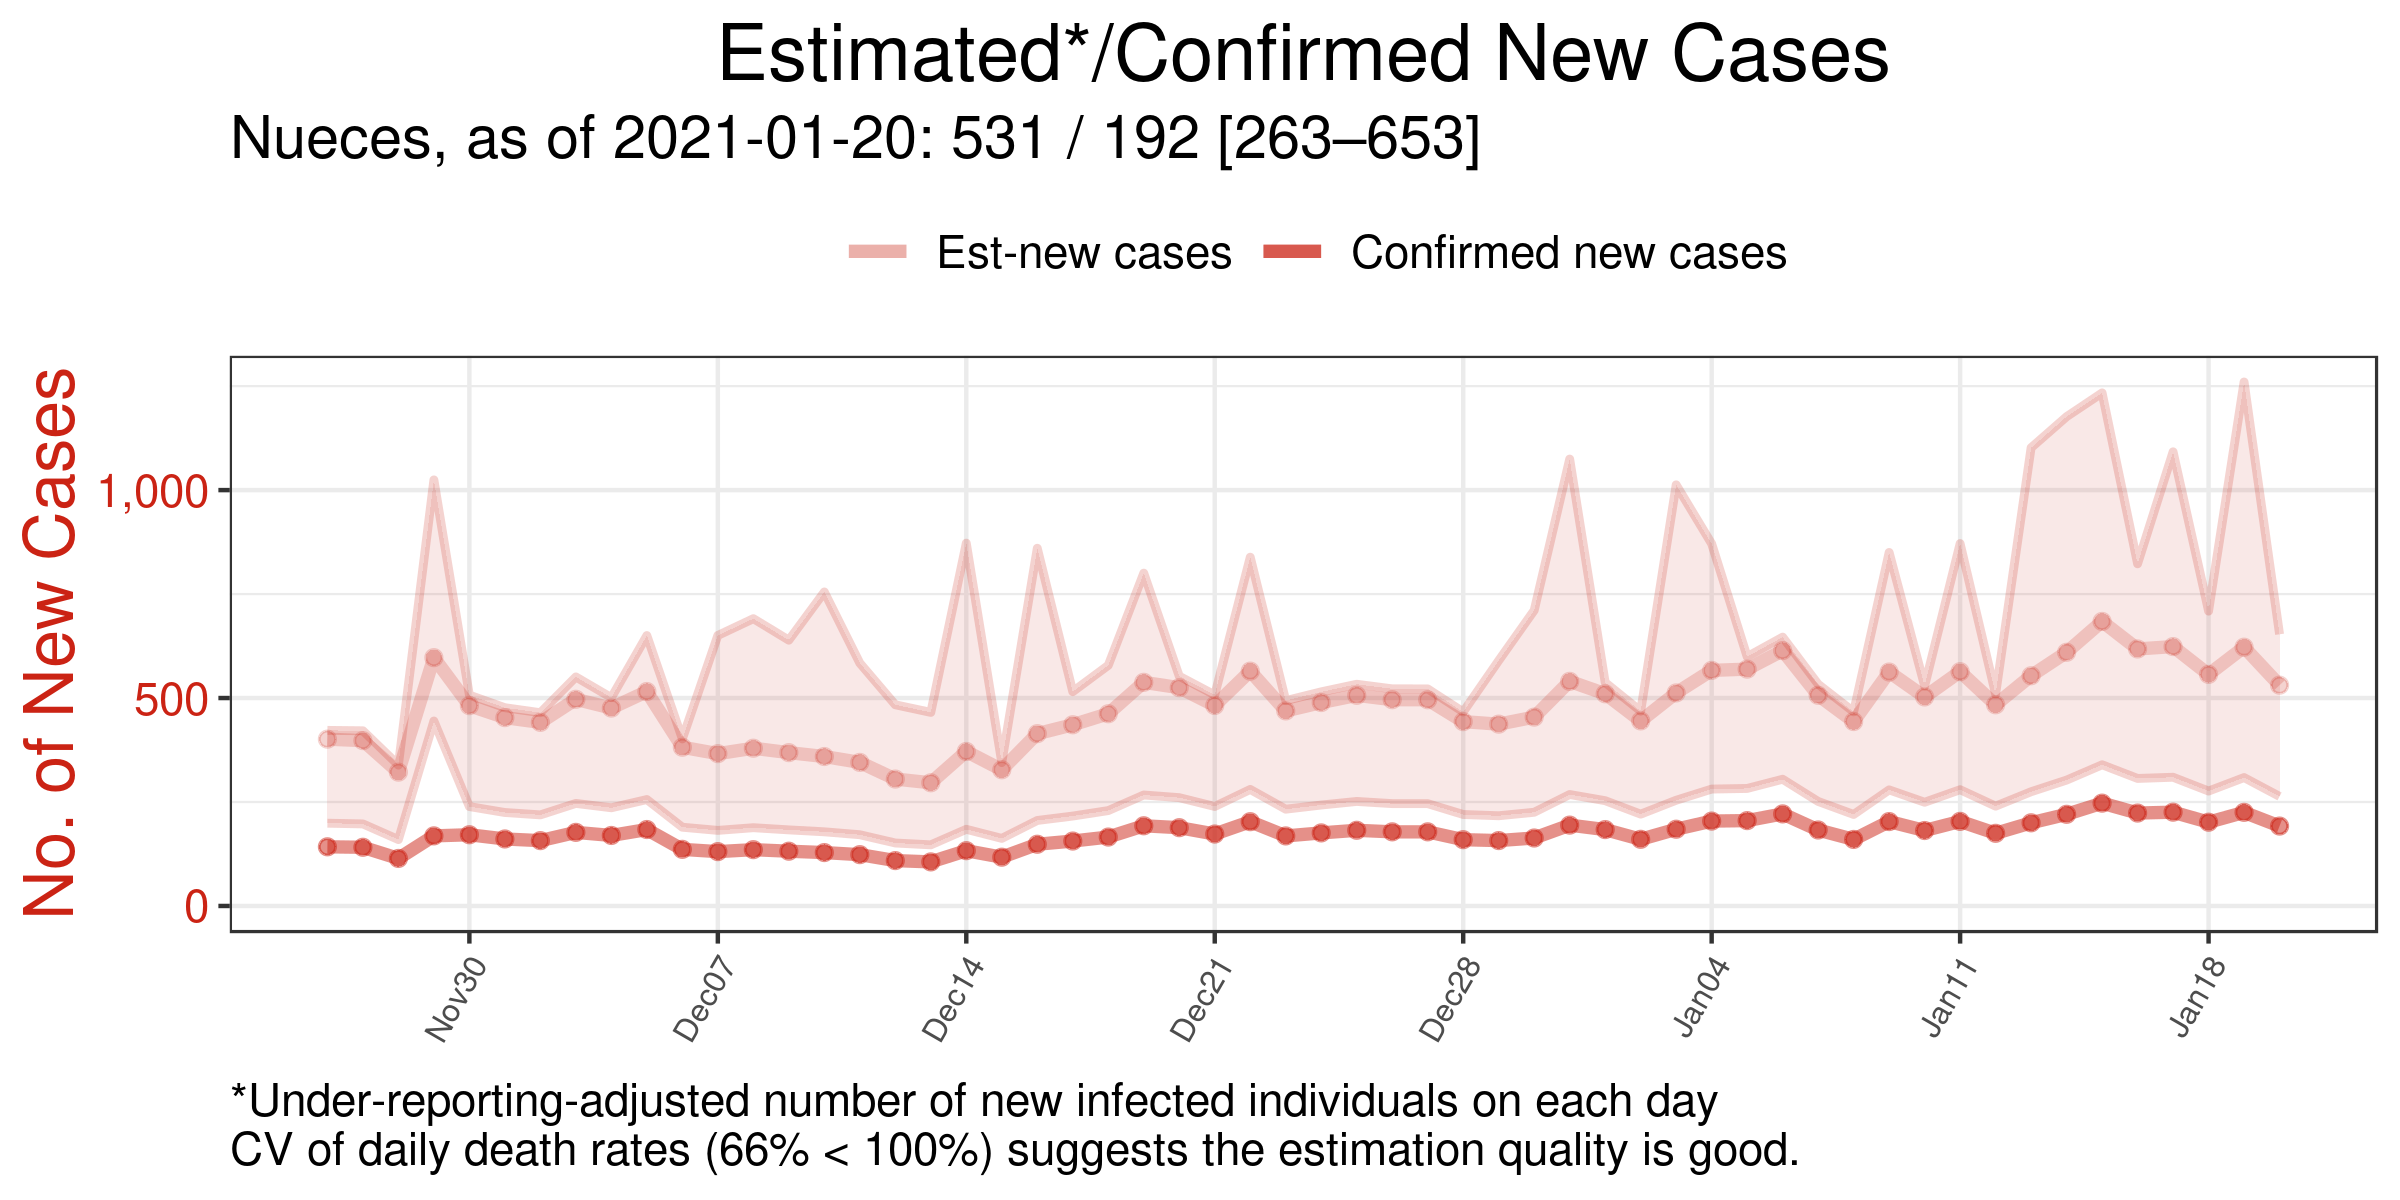 Estimated*/Confirmed New Cases
Nueces, as of 2021-01-20: 531 / 192 [263–653]
Est-new cases
Confirmed new cases
No. of New Cases
1,000
500
0
Nov30
Dec07
Dec14
Dec21
Dec28
Jan04
Jan11
Jan18
*Under-reporting-adjusted number of new infected individuals on each day
CV of daily death rates (66% < 100%) suggests the estimation quality is good.